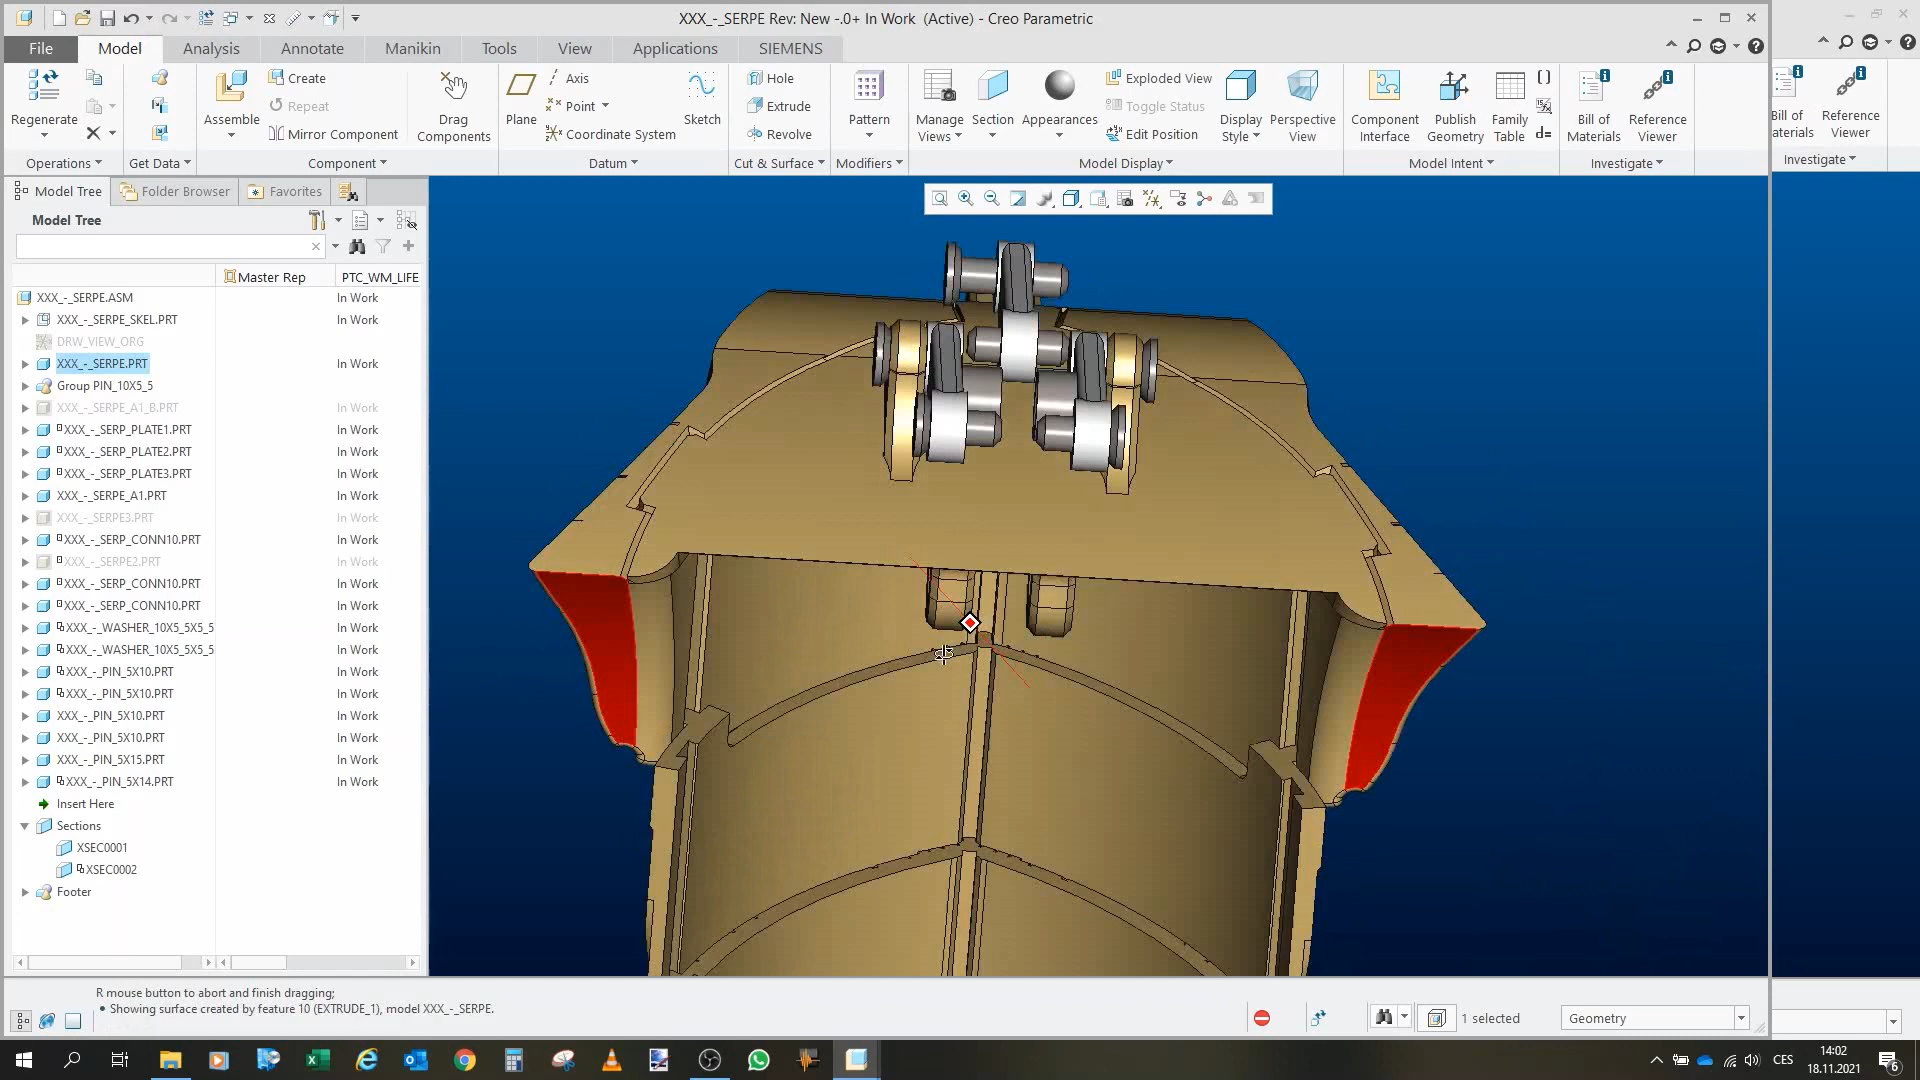 XXX_-_SERPE Rev: New -.0+ In Work  (Active) - Creo Parametric
File
Model
Analysis
Annotate
Manikin
Tools
View
Applications
SIEMENS
Regenerate
Assemble
Create
Repeat
Mirror Component
Drag
Components
Plane
Axis
Point
Coordinate System
Sketch
Hole
Extrude
Revolve
Pattern
Manage
Views
Section
Appearances
Exploded View
Toggle Status
Edit Position
Display
Style
Perspective
View
Component
Interface
Publish
Geometry
Family
Table
Bill of
Materials
Reference
Viewer
Bill of
aterials
Reference
Viewer
Operations
Get Data
Component
Datum
Cut & Surface
Modifiers
Model Display
Model Intent
Investigate
Investigate
Model Tree
Folder Browser
Favorites
Model Tree
Master Rep
PTC_WM_LIFE
XXX_-_SERPE.ASM In Work
XXX_-_SERPE_SKEL.PRT In Work
DRW_VIEW_ORG
XXX_-_SERPE.PRT In Work
Group PIN_10X5_5
XXX_-_SERPE_A1_B.PRT In Work
XXX_-_SERP_PLATE1.PRT In Work
XXX_-_SERP_PLATE2.PRT In Work
XXX_-_SERP_PLATE3.PRT In Work
XXX_-_SERPE_A1.PRT In Work
XXX_-_SERPE3.PRT In Work
XXX_-_SERP_CONN10.PRT In Work
XXX_-_SERPE2.PRT In Work
XXX_-_SERP_CONN10.PRT In Work
XXX_-_SERP_CONN10.PRT In Work
XXX_-_WASHER_10X5_5X5_5 In Work
XXX_-_WASHER_10X5_5X5_5 In Work
XXX_-_PIN_5X10.PRT In Work
XXX_-_PIN_5X10.PRT In Work
XXX_-_PIN_5X10.PRT In Work
XXX_-_PIN_5X10.PRT In Work
XXX_-_PIN_5X15.PRT In Work
XXX_-_PIN_5X14.PRT In Work
Insert Here
Sections
XSEC0001
XSEC0002
Footer
R mouse button to abort and finish dragging;
• Showing surface created by feature 10 (EXTRUDE_1), model XXX_-_SERPE.
1 selected
Geometry
CES
14:02
18.11.2021
6